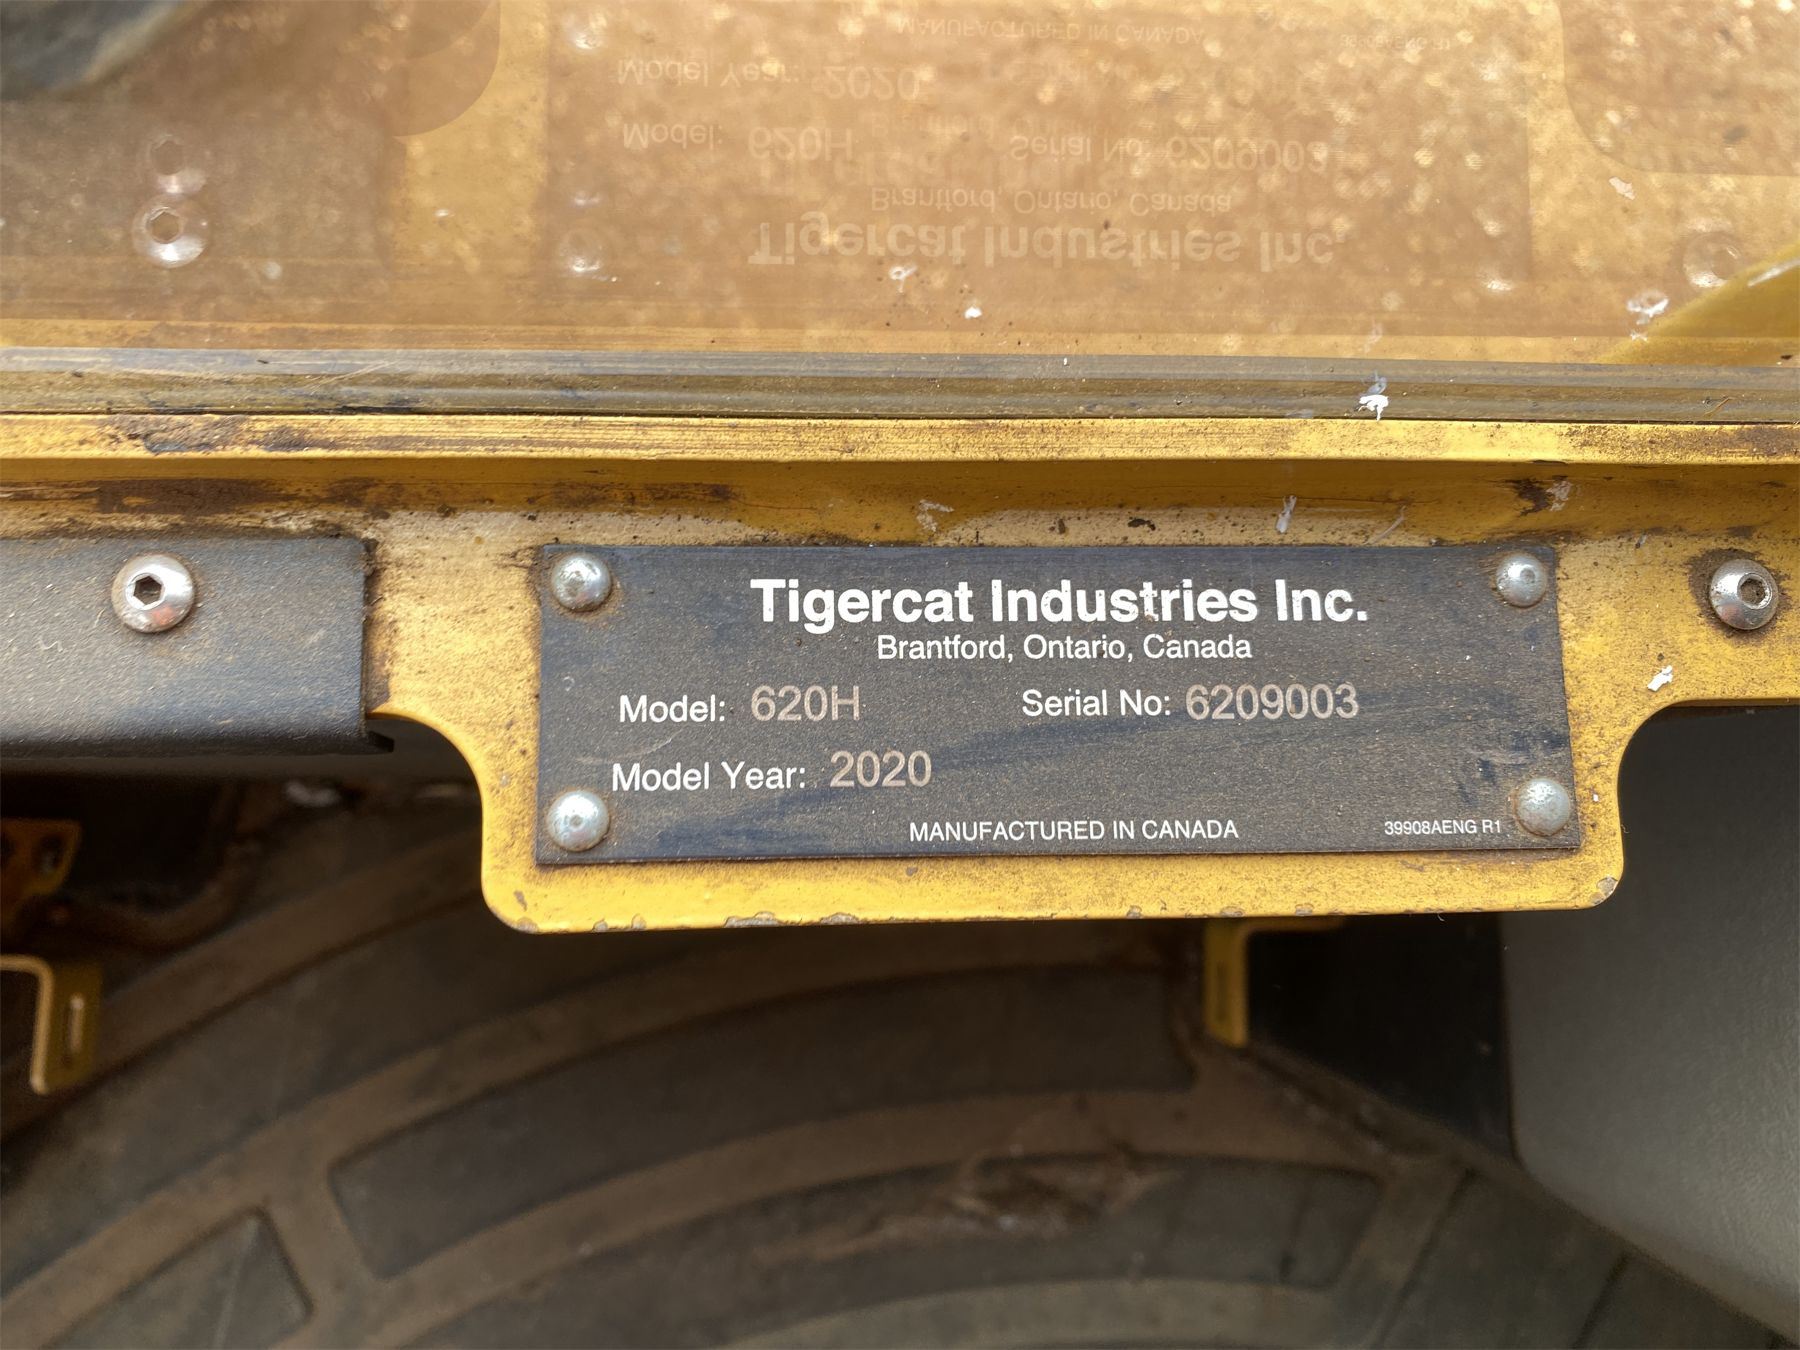 Tigercat Industries Inc.
Brantford, Ontario, Canada
Model: 620H Serial No: 6209003
Model Year: 2020
MANUFACTURED IN CANADA 39908AENG R1